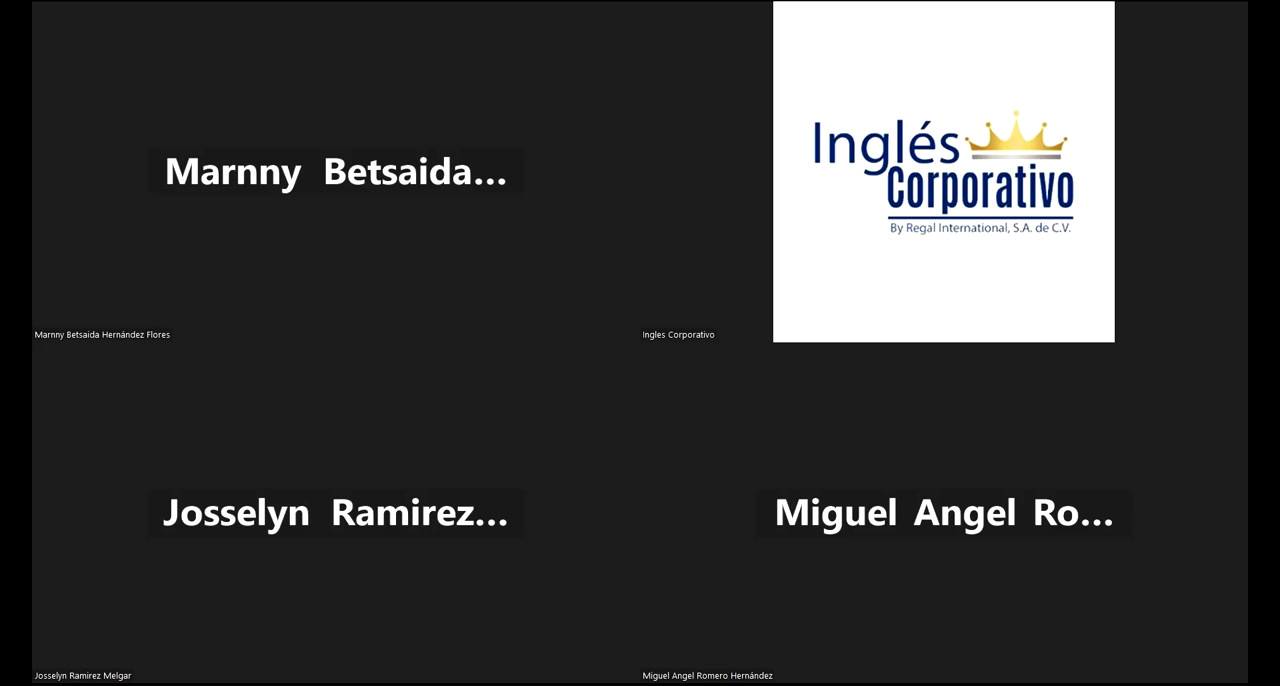 Marnny Betsaida...
Marnny Betsaida Hernández Flores
Inglés
Corporativo
By Regal International, S.A. de C.V.
Ingles Corporativo
Josselyn Ramirez...
Josselyn Ramirez Melgar
Miguel Angel Ro...
Miguel Angel Romero Hernández